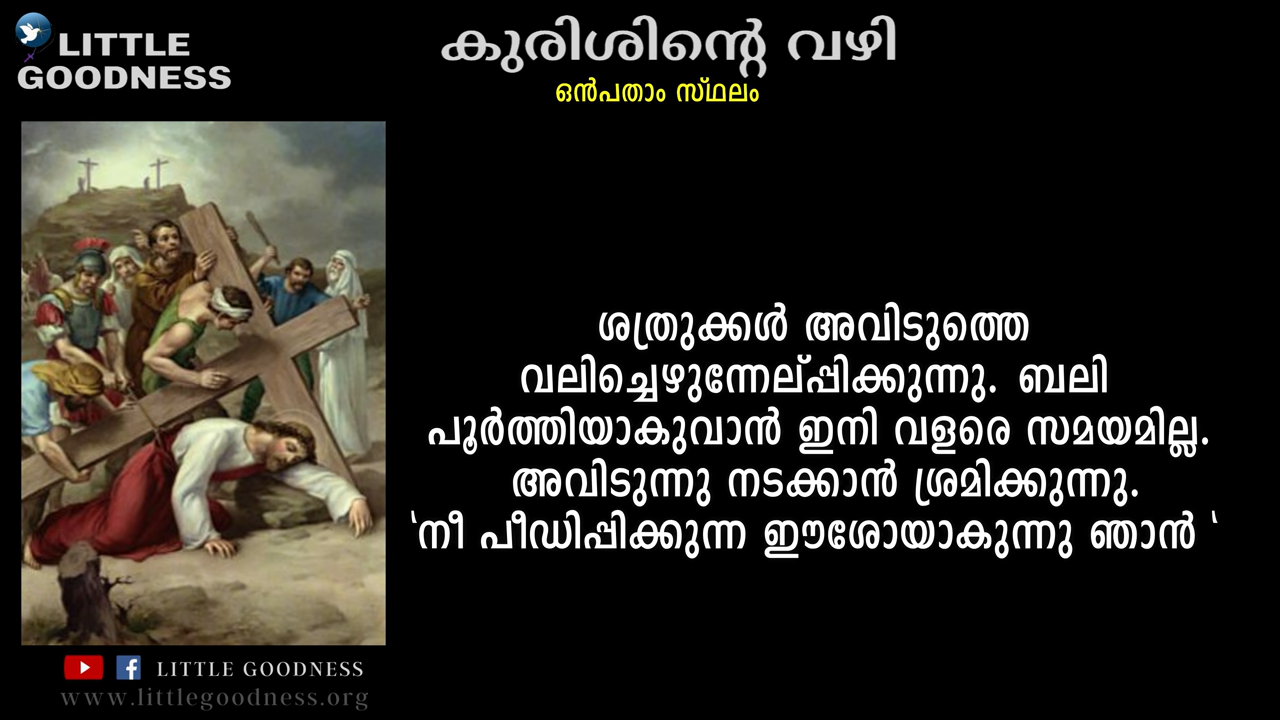 LITTLE
GOODNESS
കുരിശിന്റെ വഴി
ഒൻപതാം സ്ഥലം
ശത്രുക്കൾ അവിടുത്തെ
വലിച്ചെഴുന്നേല്പ്പിക്കുന്നു. ബലി
പൂർത്തിയാകുവാൻ ഇനി വളരെ സമയമില്ല.
അവിടുന്നു നടക്കാൻ ശ്രമിക്കുന്നു.
‘നീ പീഡിപ്പിക്കുന്ന ഈശോയാകുന്നു ഞാൻ ‘
LITTLE GOODNESS
www.littlegoodness.org